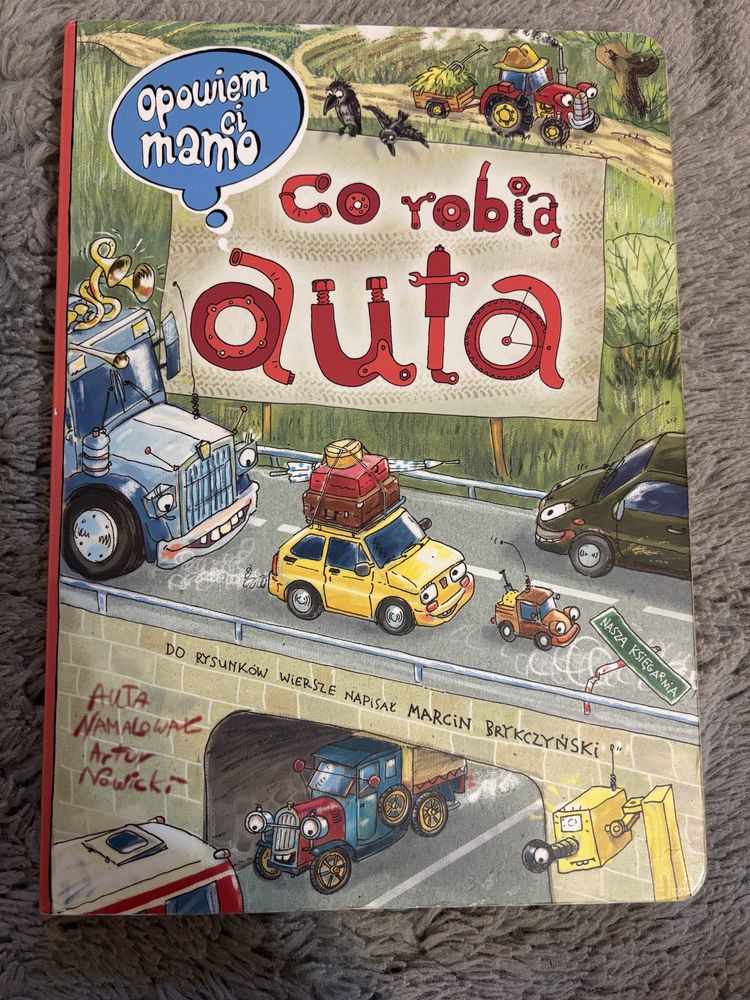 opowiem
ci
mamo
co robią
auta
NASZA KSIĘGARNIA
DO RYSUNKÓW WIERSZE NAPISAŁ MARCIN BRYKCZYŃSKI
AUTA
NAMALOWAŁ
Artur
Nowicki